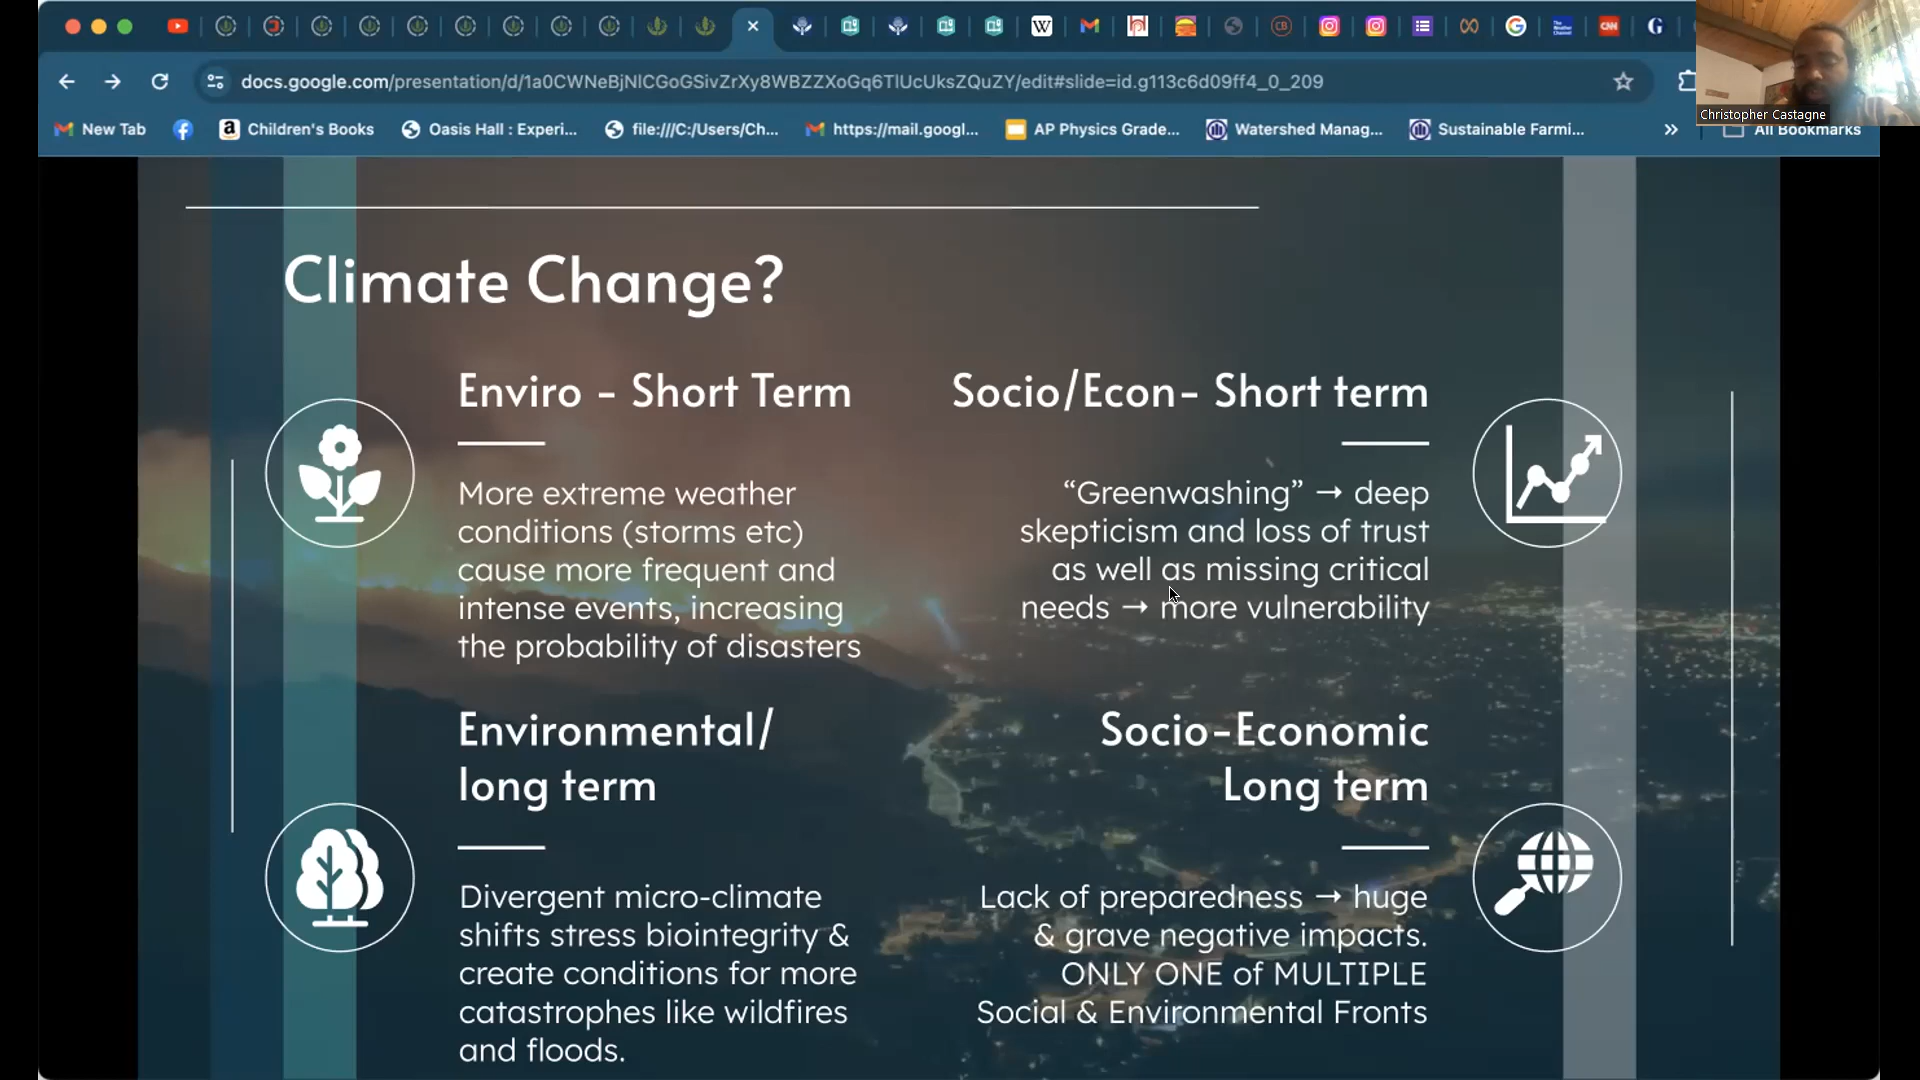 docs.google.com/presentation/d/1a0CWNeBjNlCGoGSivZrXy8WBZZXoGq6TlUcUksZQuZY/edit#slide=id.g113c6d09ff4_0_209
Christopher Castagne
New Tab
Children's Books
Oasis Hall : Experi...
file:///C:/Users/Ch...
https://mail.googl...
AP Physics Grade...
Watershed Manag...
Sustainable Farmi...
All Bookmarks
Climate Change?
Enviro - Short Term
More extreme weather
conditions (storms etc)
cause more frequent and
intense events, increasing
the probability of disasters
Socio/Econ- Short term
“Greenwashing” → deep
skepticism and loss of trust
as well as missing critical
needs → more vulnerability
Environmental/
long term
Divergent micro-climate
shifts stress biointegrity &
create conditions for more
catastrophes like wildfires
and floods.
Socio-Economic
Long term
Lack of preparedness → huge
& grave negative impacts.
ONLY ONE of MULTIPLE
Social & Environmental Fronts